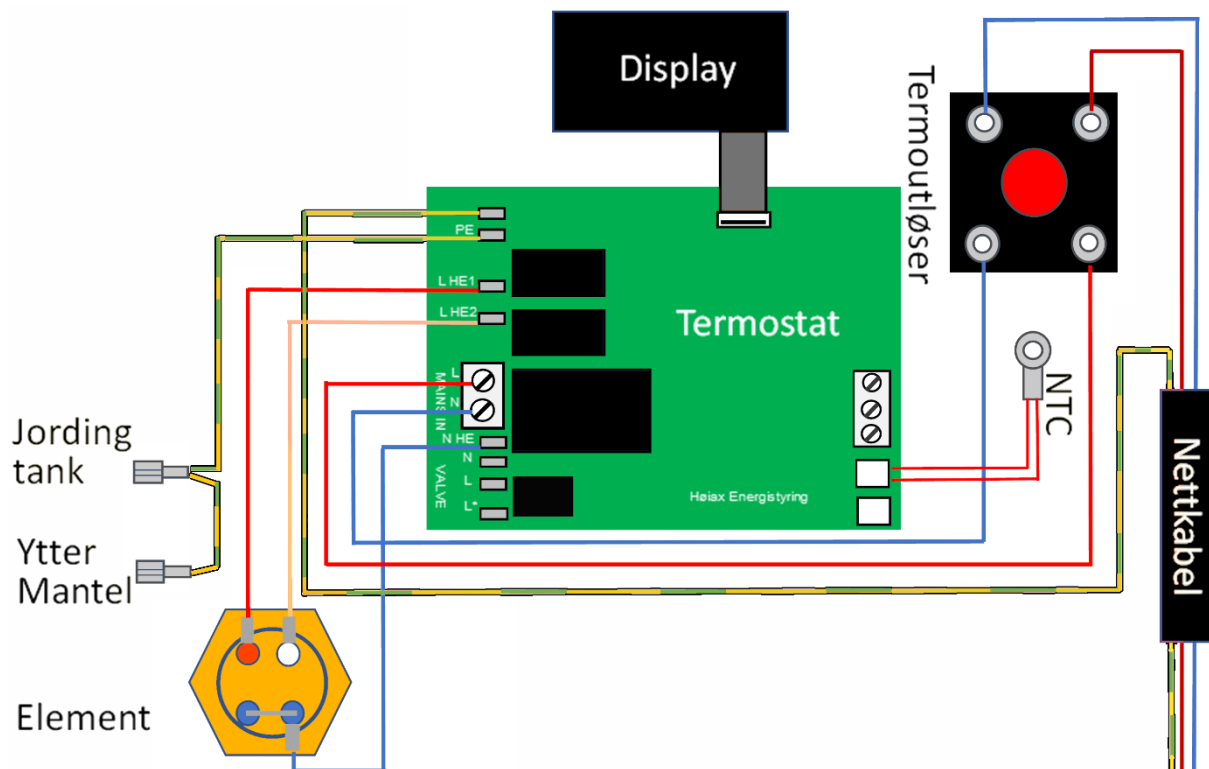 Display
Termoutløser
PE
L HE1
L HE2
Termostat
L
N
MAINS IN
N HE
N
L
L*
VALVE
Høiax Energistyring
NTC
Nettkabel
Jording
tank
Ytter
Mantel
Element